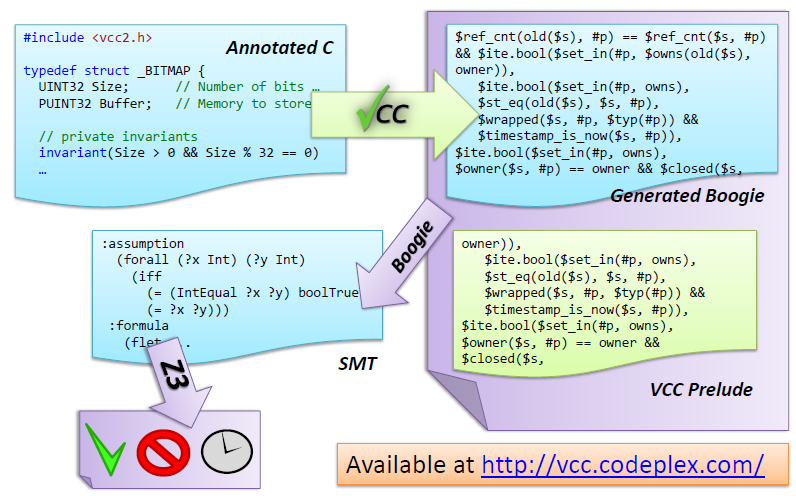 #include <vcc2.h>
Annotated C
typedef struct _BITMAP {
UINT32 Size;      // Number of bits …
PUINT32 Buffer;   // Memory to store
// private invariants
invariant(Size > 0 && Size % 32 == 0)
…
VCC
$ref_cnt(old($s), #p) == $ref_cnt($s, #p)
&& $ite.bool($set_in(#p, $owns(old($s),
owner)),
$ite.bool($set_in(#p, owns),
$st_eq(old($s), $s, #p),
$wrapped($s, #p, $typ(#p)) &&
$timestamp_is_now($s, #p)),
$ite.bool($set_in(#p, owns),
$owner($s, #p) == owner && $closed($s,
Generated Boogie
Boogie
:assumption
(forall (?x Int) (?y Int)
(iff
(= (IntEqual ?x ?y) boolTrue
(= ?x ?y)))
:formula
(flet
SMT
owner)),
$ite.bool($set_in(#p, owns),
$st_eq(old($s), $s, #p),
$wrapped($s, #p, $typ(#p)) &&
$timestamp_is_now($s, #p)),
$ite.bool($set_in(#p, owns),
$owner($s, #p) == owner &&
$closed($s,
VCC Prelude
Z3
Available at http://vcc.codeplex.com/